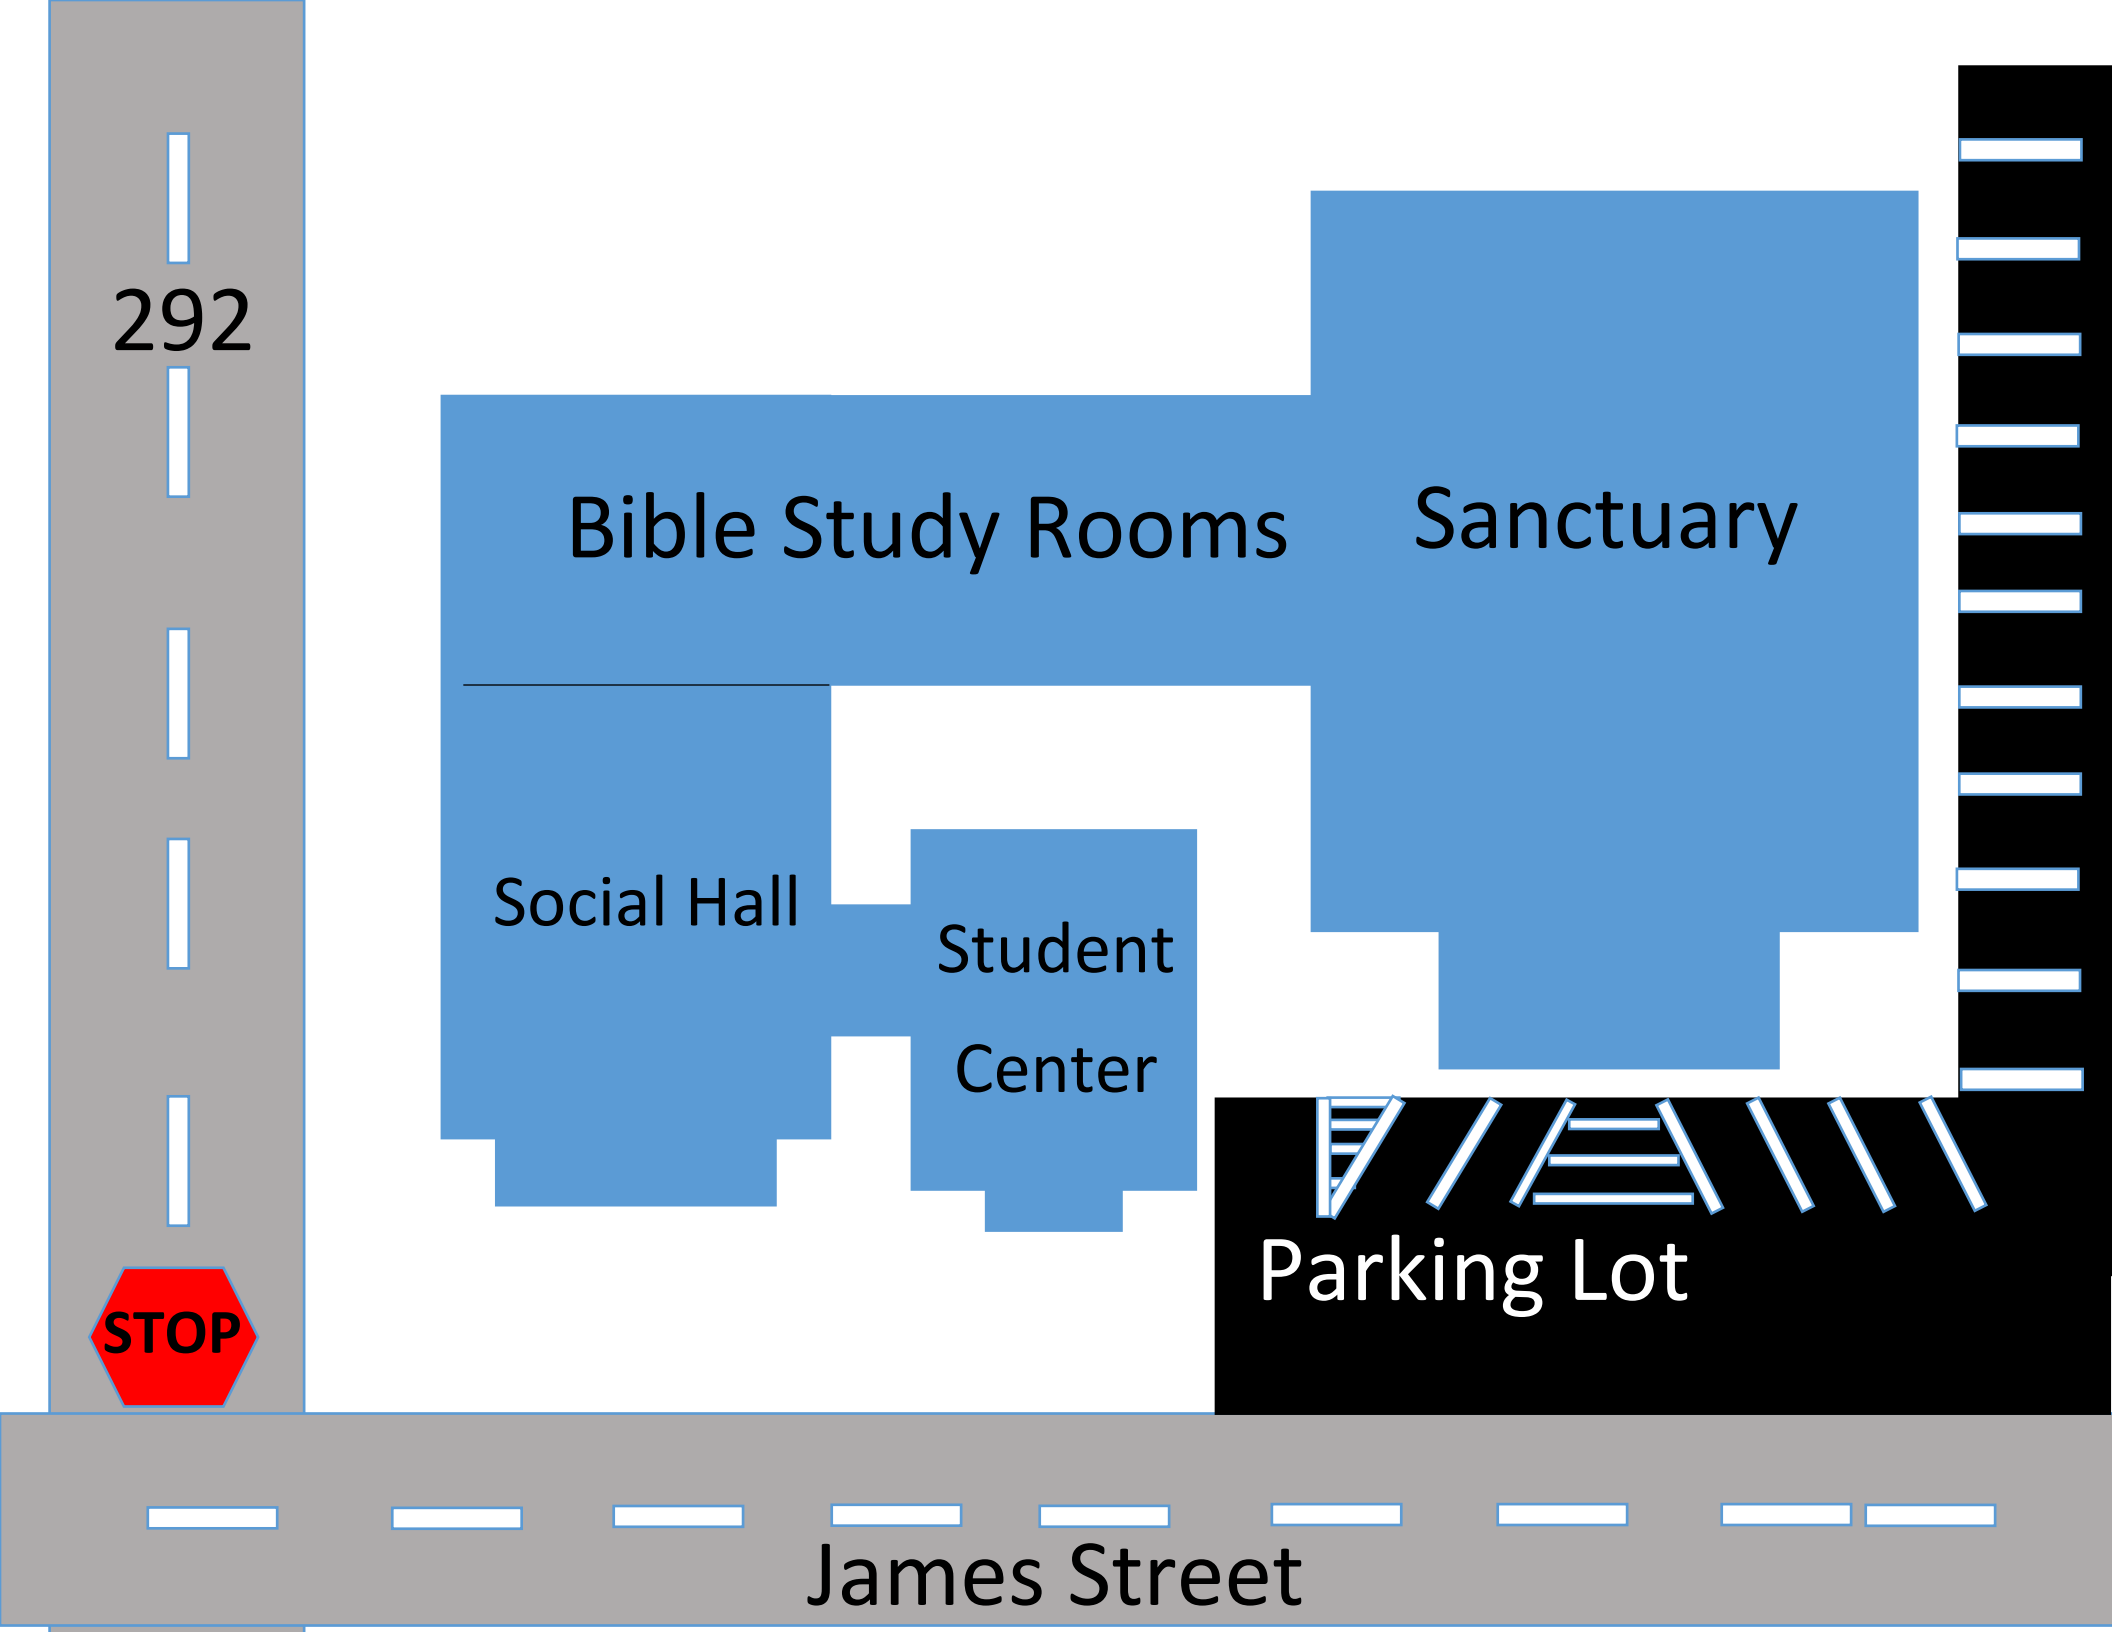 292
Bible Study Rooms
Sanctuary
Social Hall
Student
Center
Parking Lot
STOP
James Street